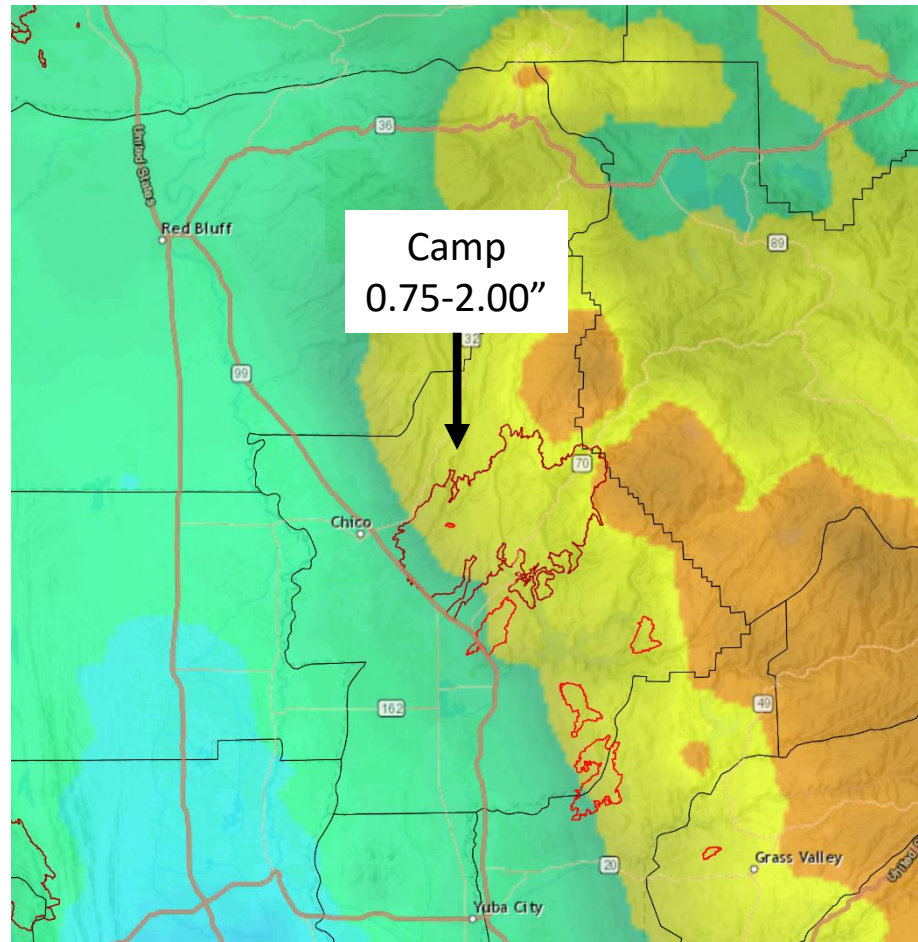 36
United States
Red Bluff
89
Camp
0.75-2.00”
32
99
70
Chico
49
162
20
Grass Valley
Yuba City